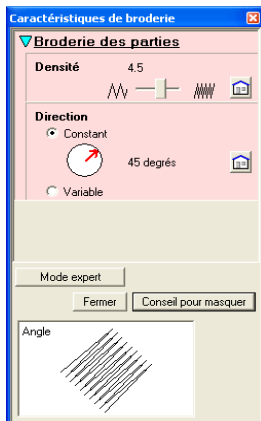 Caractéristiques de broderie
Broderie des parties
Densité 4.5
Direction
Constant
45 degrés
Variable
Mode expert
Fermer Conseil pour masquer
Angle